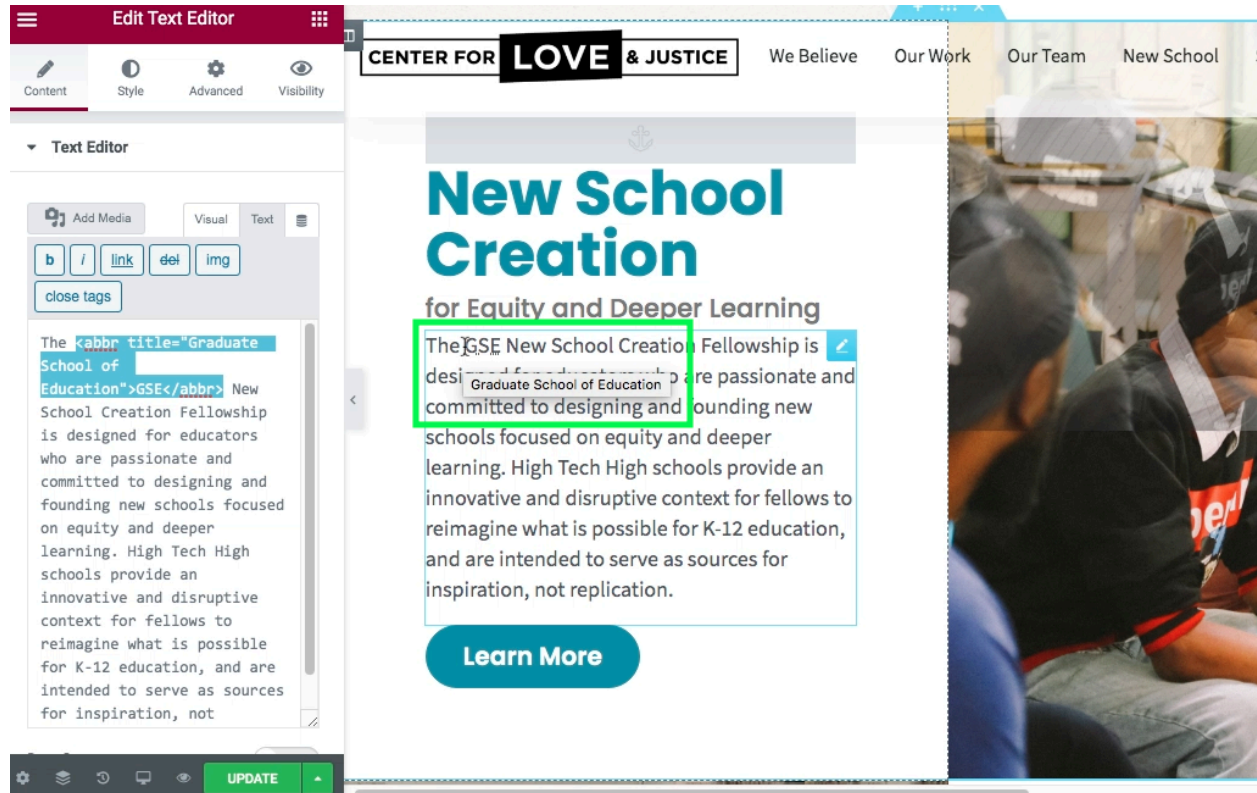 Edit Text Editor
Content
Style
Advanced
Visibility
Text Editor
Add Media
Visual
Text
b
i
link
del
img
close tags
The <abbr title="Graduate
School of
Education">GSE</abbr> New
School Creation Fellowship
is designed for educators
who are passionate and
committed to designing and
founding new schools focused
on equity and deeper
learning. High Tech High
schools provide an
innovative and disruptive
context for fellows to
reimagine what is possible
for K-12 education, and are
intended to serve as sources
for inspiration, not
UPDATE
CENTER FOR LOVE & JUSTICE
We Believe
Our Work
Our Team
New School
New School
Creation
for Equity and Deeper Learning
The GSE New School Creation Fellowship is
Graduate School of Education
are passionate and
committed to designing and founding new
schools focused on equity and deeper
learning. High Tech High schools provide an
innovative and disruptive context for fellows to
reimagine what is possible for K-12 education,
and are intended to serve as sources for
inspiration, not replication.
Learn More